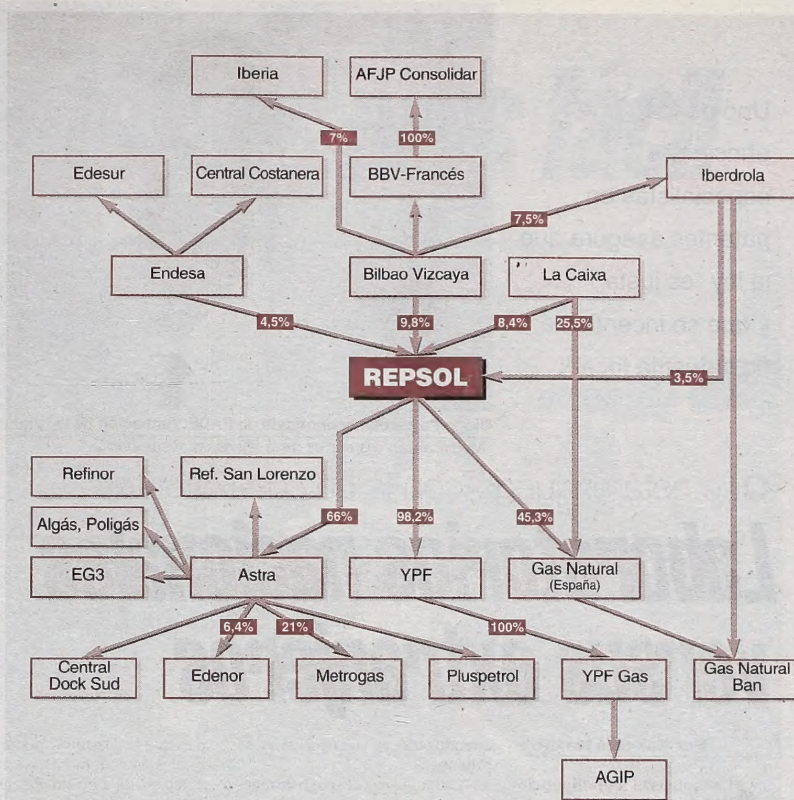 Iberia
AFJP Consolidar
7%
100%
Edesur
Central Costanera
BBV-Francés
Iberdrola
7,5%
Endesa
Bilbao Vizcaya
La Caixa
4,5%
9,8%
8,4%
25,5%
REPSOL
3,5%
Refinor
Ref. San Lorenzo
Algás, Poligás
66%
98,2%
45,3%
EG3
Astra
YPF
Gas Natural
(España)
6,4%
21%
100%
Central
Dock Sud
Edenor
Metrogas
Pluspetrol
YPF Gas
Gas Natural
Ban
AGIP